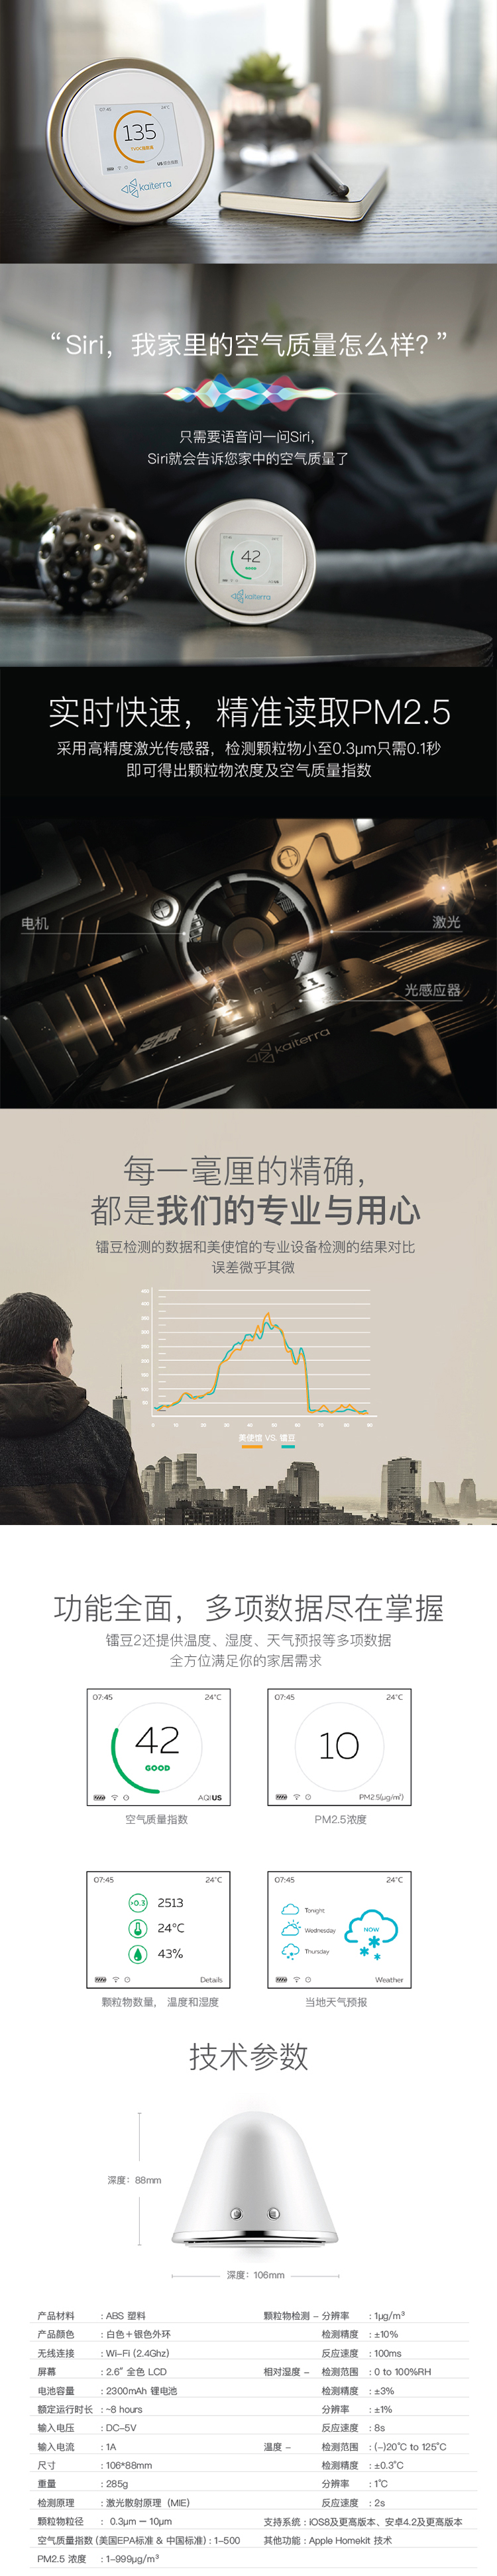 07:45 24°C
135
US
kaiterra
“Siri，我家里的空气质量怎么样？”
只需要语音问一问Siri，
Siri就会告诉您家中的空气质量了
42
GOOD
kaiterra
实时快速，精准读取PM2.5
采用高精度激光传感器，检测颗粒物小至0.3μm只需0.1秒
即可得出颗粒物浓度及空气质量指数
电机
激光
光感应器
kaiterra
每一毫厘的精确，
都是我们的专业与用心
镭豆检测的数据和美使馆的专业设备检测的结果对比
误差微乎其微
0 10 20 30 40 50 60 70 80 90
美使馆 VS. 镭豆
功能全面，多项数据尽在掌握
镭豆2还提供温度、湿度、天气预报等多项数据
全方位满足你的家居需求
07:45 24°C
42
GOOD
AQIUS
空气质量指数
07:45 24°C
10
PM2.5(μg/m³)
PM2.5浓度
07:45 24°C
>0.3 2513
24°C
43%
Details
颗粒物数量， 温度和湿度
07:45 24°C
Tonight
Wednesday
Thursday
NOW
Weather
当地天气预报
技术参数
深度：88mm
深度：106mm
产品材料 : ABS 塑料
产品颜色 : 白色＋银色外环
无线连接 : Wi-Fi (2.4Ghz)
屏幕 : 2.6” 全色 LCD
电池容量 : 2300mAh 锂电池
额定运行时长 : ~8 hours
输入电压 : DC-5V
输入电流 : 1A
尺寸 : 106*88mm
重量 : 285g
检测原理 : 激光散射原理（MIE）
颗粒物粒径 : 0.3μm — 10μm
空气质量指数 (美国EPA标准 & 中国标准) : 1-500
PM2.5 浓度 : 1-999μg/m³
颗粒物检测 - 分辨率 : 1μg/m³
检测精度 : ±10%
反应速度 : 100ms
相对湿度 - 检测范围 : 0 to 100%RH
检测精度 : ±3%
分辨率 : ±1%
反应速度 : 8s
温度 - 检测范围 : (-)20°C to 125°C
检测精度 : ±0.3°C
分辨率 : 1°C
反应速度 : 2s
支持系统 : iOS8及更高版本、安卓4.2及更高版本
其他功能 : Apple Homekit 技术